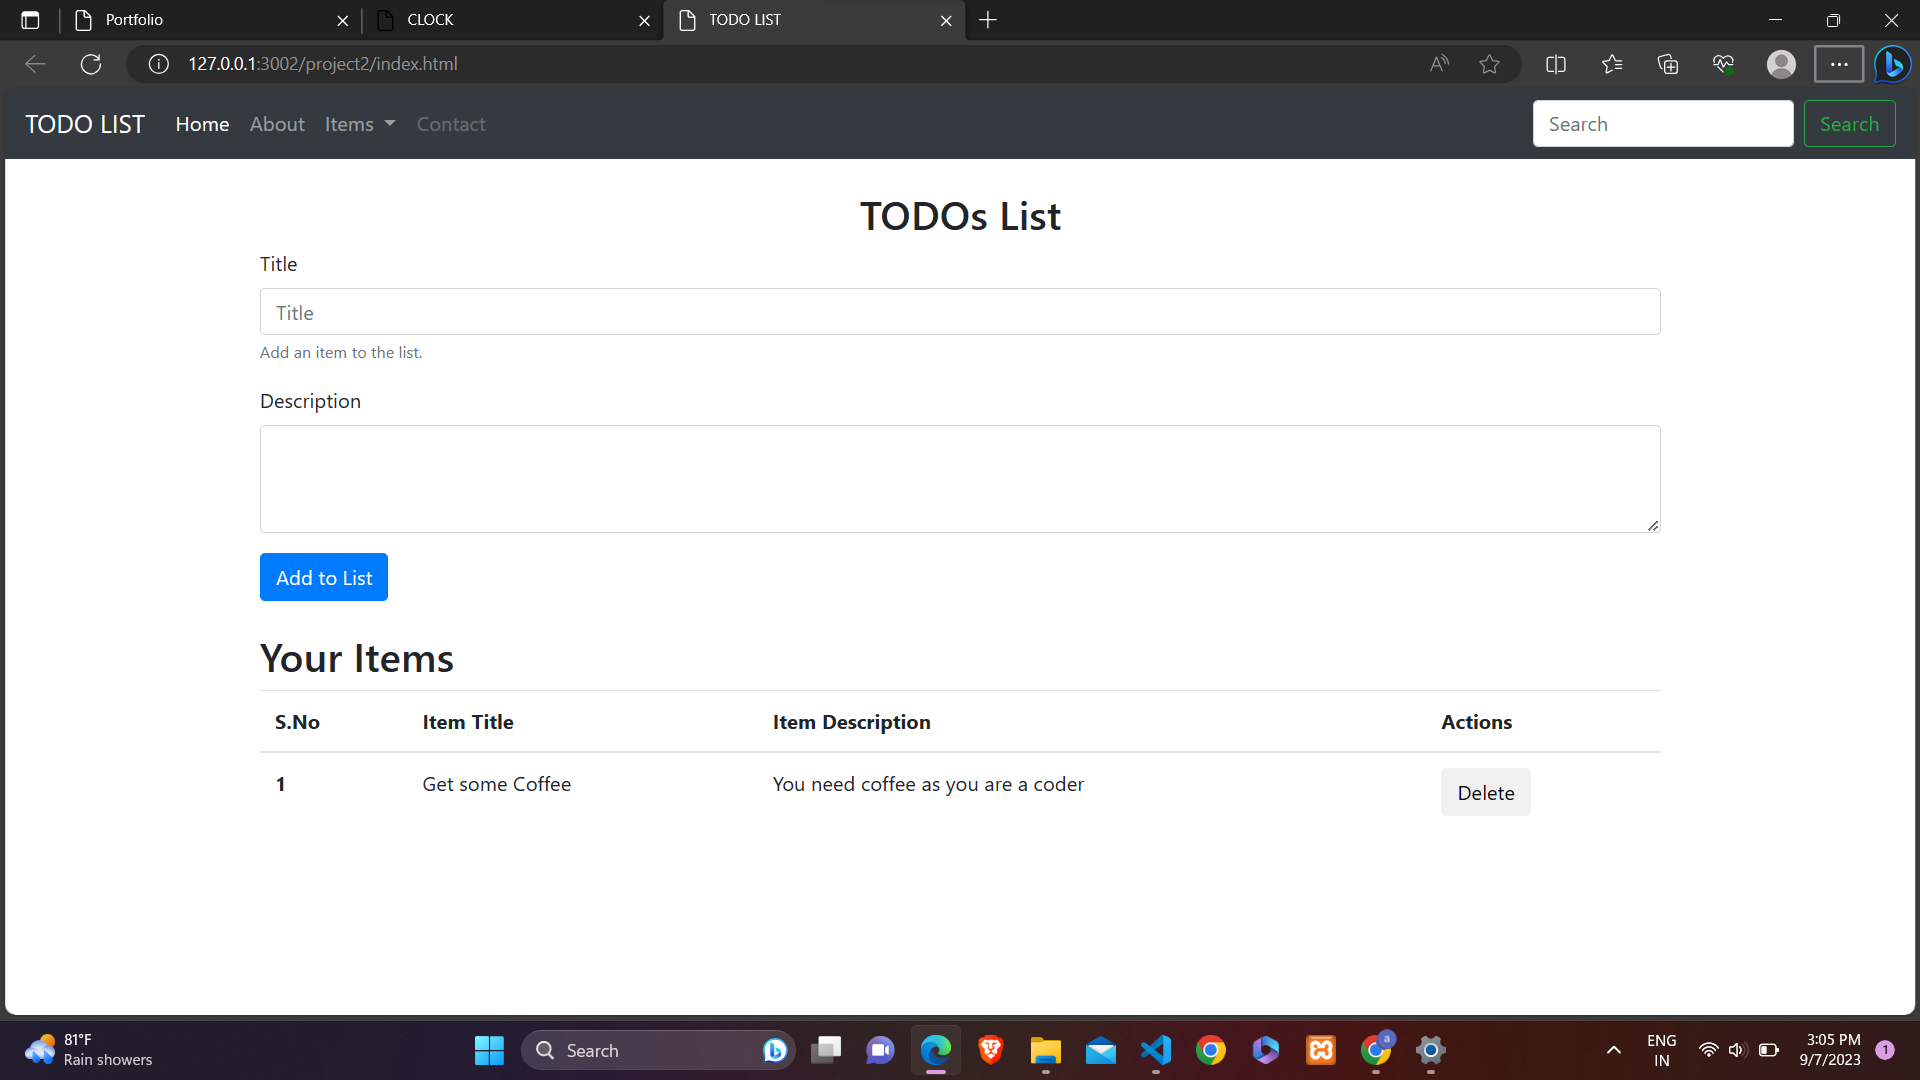 Portfolio
CLOCK
TODO LIST
127.0.0.1:3002/project2/index.html
TODO LIST Home About Items Contact Search Search
TODOs List
Title
Title
Add an item to the list.
Description
Add to List
Your Items
S.No Item Title Item Description Actions
1 Get some Coffee You need coffee as you are a coder Delete
81°F
Rain showers
Search
a
ENG
IN
3:05 PM
9/7/2023
1